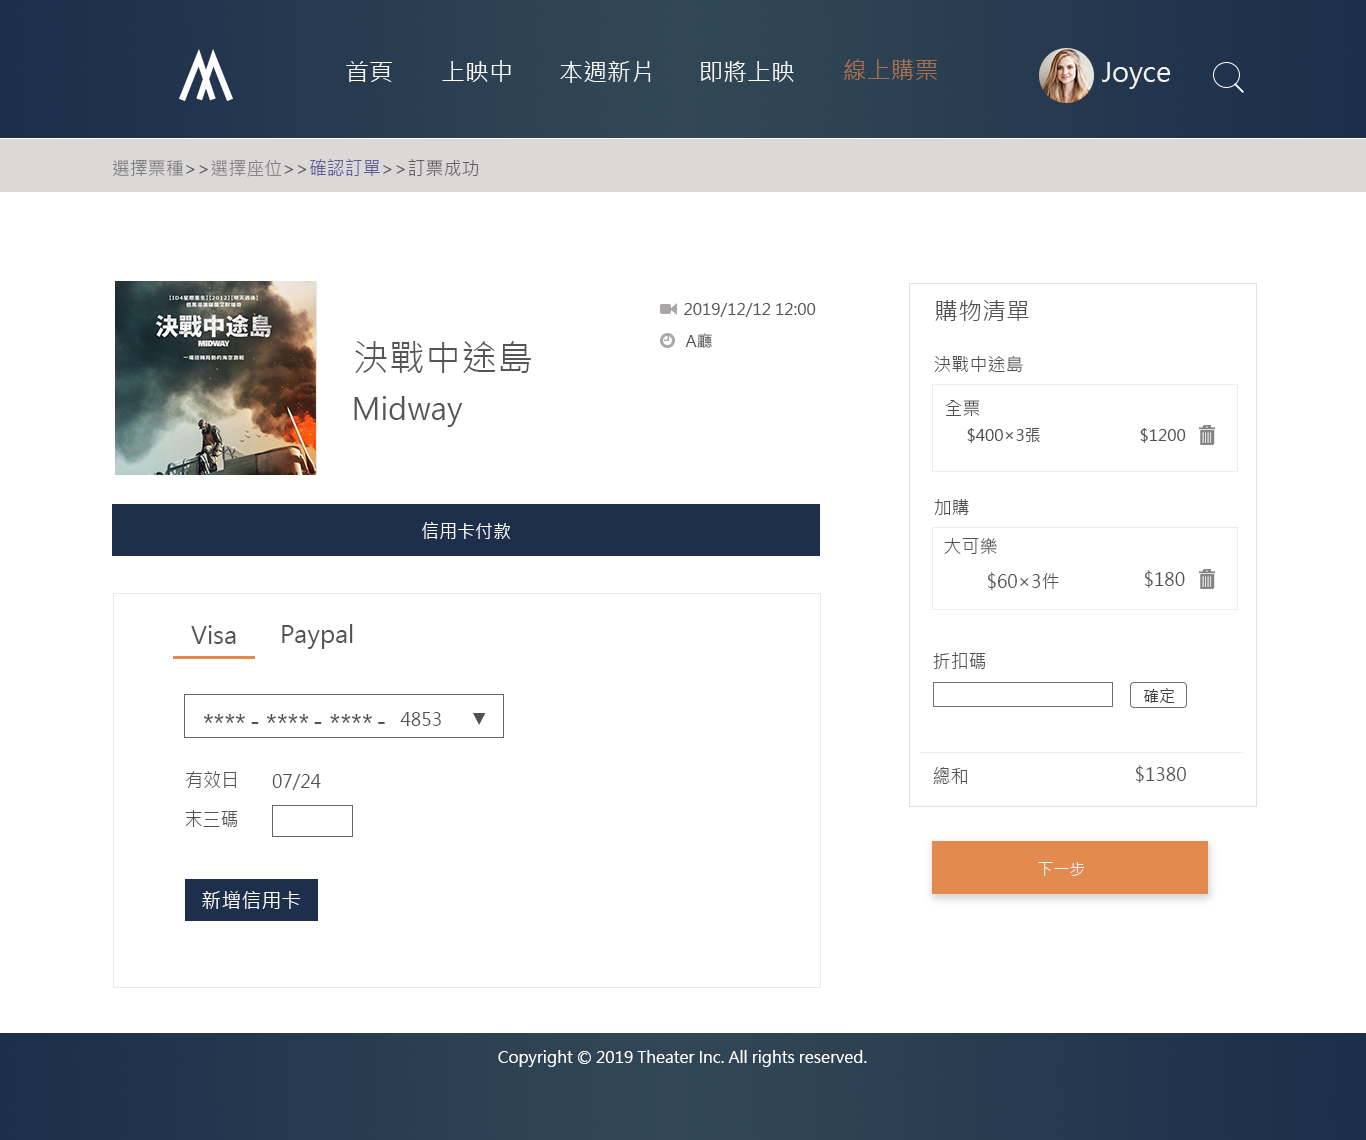 首頁 上映中 本週新片 即將上映 線上購票 Joyce
選擇票種>>選擇座位>>確認訂單>>訂票成功
決戰中途島
MIDWAY
決戰中途島
Midway
2019/12/12 12:00
A廳
信用卡付款
Visa Paypal
**** - **** - **** - 4853 ▼
有效日 07/24
末三碼
新增信用卡
購物清單
決戰中途島
全票
$400×3張 $1200
加購
大可樂
$60×3件 $180
折扣碼
確定
總和 $1380
下一步
Copyright © 2019 Theater Inc. All rights reserved.